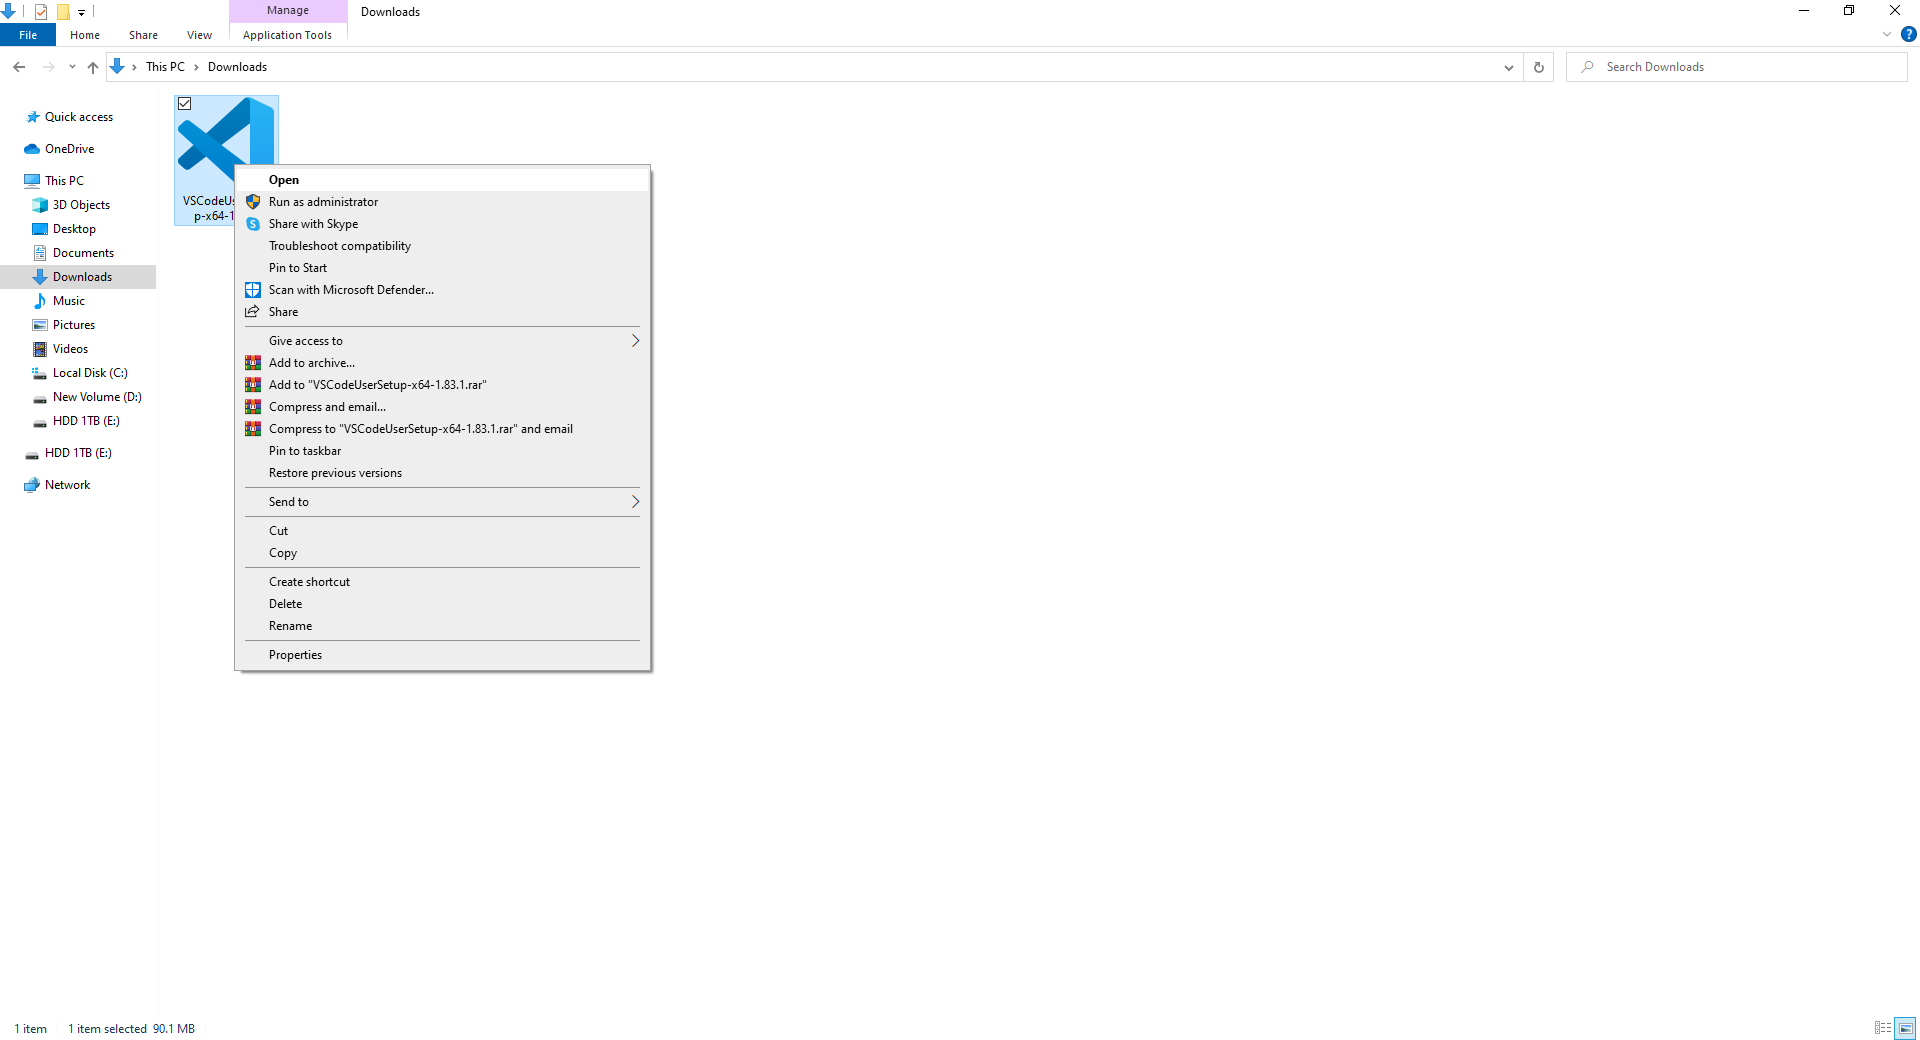 Manage
Downloads
File
Home
Share
View
Application Tools
This PC
Downloads
Search Downloads
Quick access
OneDrive
This PC
3D Objects
Desktop
Documents
Downloads
Music
Pictures
Videos
Local Disk (C:)
New Volume (D:)
HDD 1TB (E:)
HDD 1TB (E:)
Network
VSCodeUs
p-x64-1
Open
Run as administrator
Share with Skype
Troubleshoot compatibility
Pin to Start
Scan with Microsoft Defender...
Share
Give access to
Add to archive...
Add to "VSCodeUserSetup-x64-1.83.1.rar"
Compress and email...
Compress to "VSCodeUserSetup-x64-1.83.1.rar" and email
Pin to taskbar
Restore previous versions
Send to
Cut
Copy
Create shortcut
Delete
Rename
Properties
1 item
1 item selected 90.1 MB